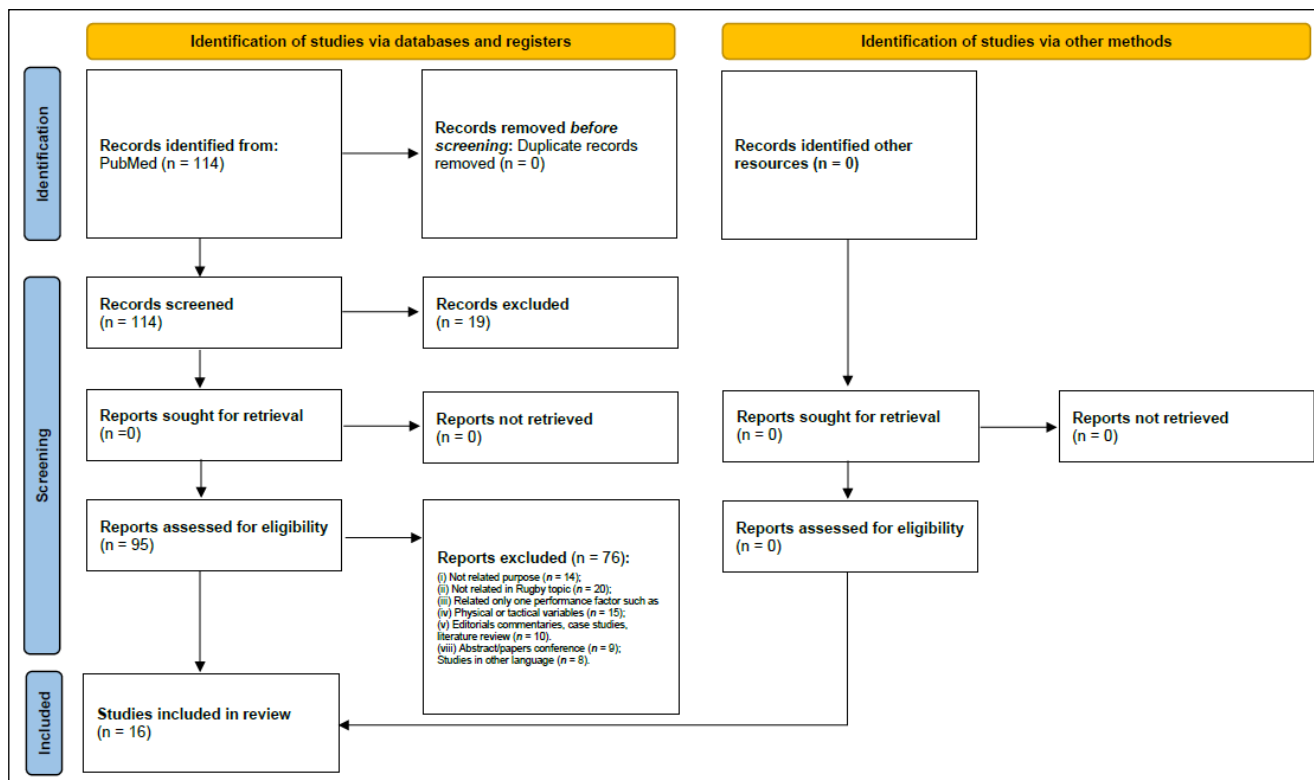 Identification of studies via databases and registers
Identification of studies via other methods
Identification
Records identified from:
PubMed (n = 114)
Records removed before
screening: Duplicate records
removed (n = 0)
Records identified other
resources (n = 0)
Screening
Records screened
(n = 114)
Records excluded
(n = 19)
Reports sought for retrieval
(n =0)
Reports not retrieved
(n = 0)
Reports sought for retrieval
(n = 0)
Reports not retrieved
(n = 0)
Reports assessed for eligibility
(n = 95)
Reports excluded (n = 76):
(i) Not related purpose (n = 14);
(ii) Not related in Rugby topic (n = 20);
(iii) Related only one performance factor such as
(iv) Physical or tactical variables (n = 15);
(v) Editorials commentaries, case studies,
literature review (n = 10).
(viii) Abstract/papers conference (n = 9);
Studies in other language (n = 8).
Reports assessed for eligibility
(n = 0)
Included
Studies included in review
(n = 16)